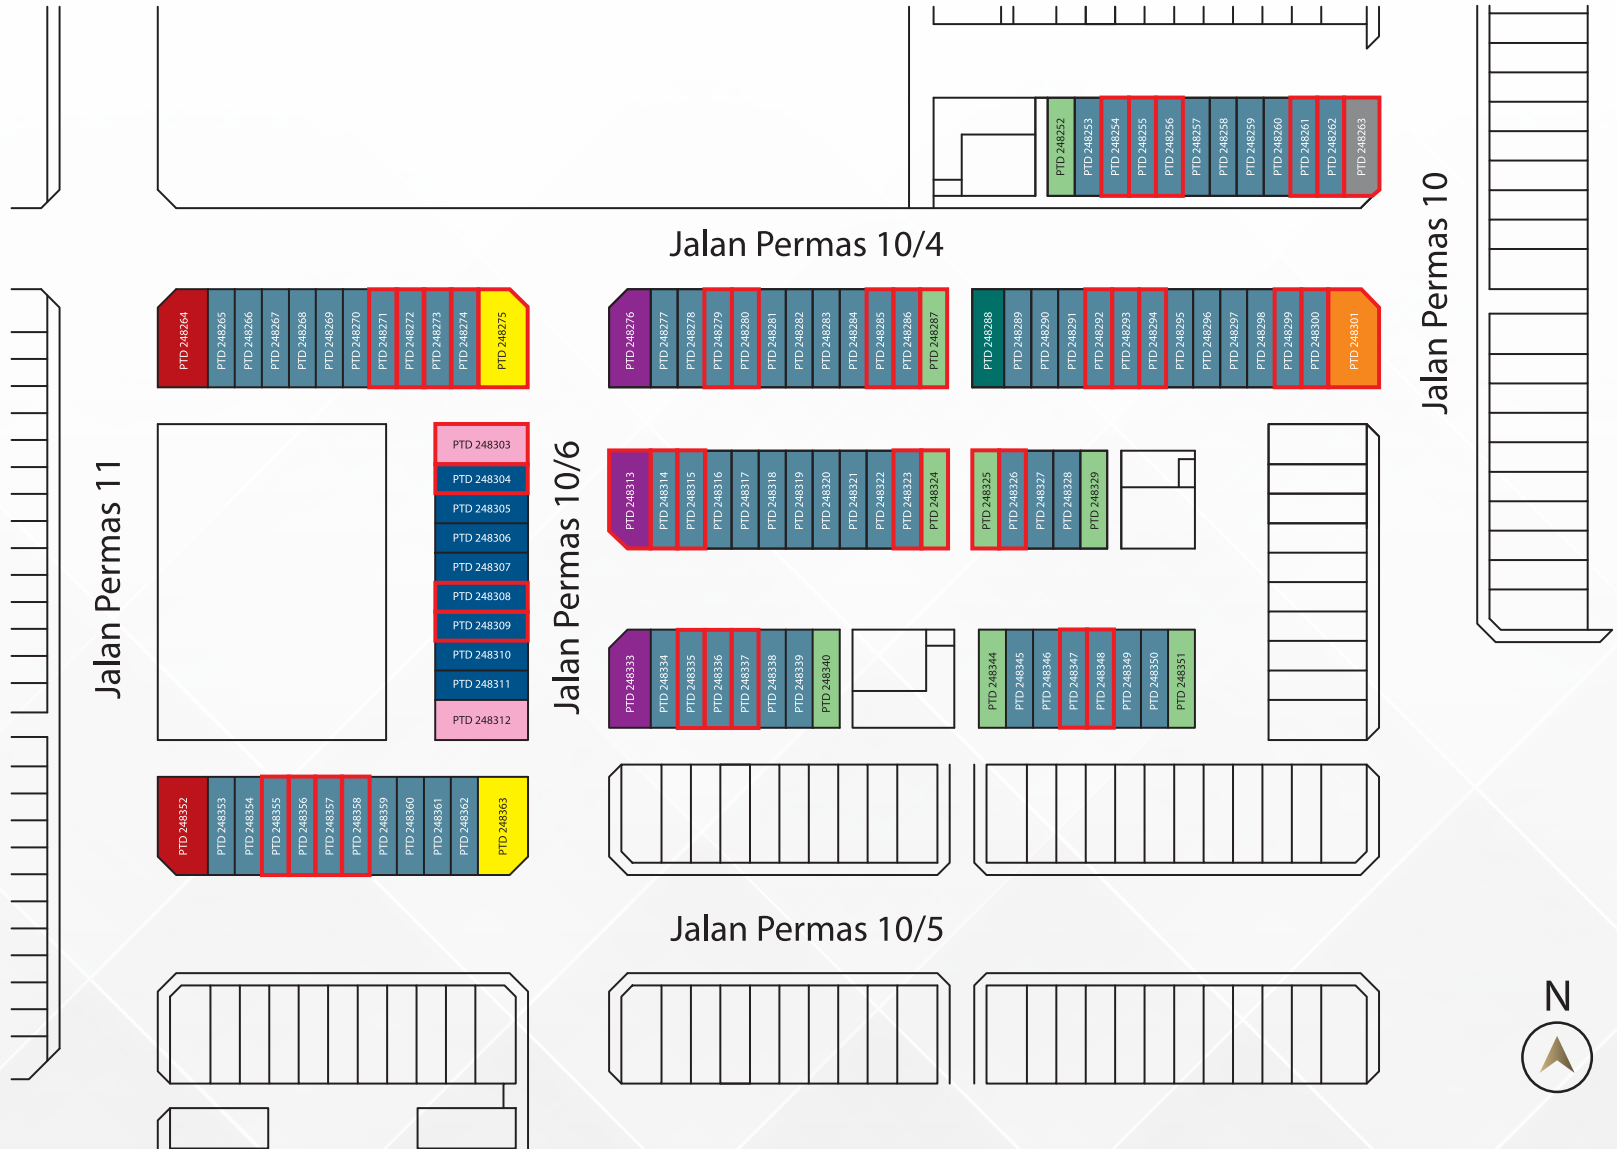 PTD 248252
PTD 248253
PTD 248254
PTD 248255
PTD 248256
PTD 248257
PTD 248258
PTD 248259
PTD 248260
PTD 248261
PTD 248262
PTD 248263
Jalan Permas 10/4
Jalan Permas 10
PTD 248264
PTD 248265
PTD 248266
PTD 248267
PTD 248268
PTD 248269
PTD 248270
PTD 248271
PTD 248272
PTD 248273
PTD 248274
PTD 248275
PTD 248276
PTD 248277
PTD 248278
PTD 248279
PTD 248280
PTD 248281
PTD 248282
PTD 248283
PTD 248284
PTD 248285
PTD 248286
PTD 248287
PTD 248288
PTD 248289
PTD 248290
PTD 248291
PTD 248292
PTD 248293
PTD 248294
PTD 248295
PTD 248296
PTD 248297
PTD 248298
PTD 248299
PTD 248300
PTD 248301
Jalan Permas 11
PTD 248303
PTD 248304
PTD 248305
PTD 248306
PTD 248307
PTD 248308
PTD 248309
PTD 248310
PTD 248311
PTD 248312
Jalan Permas 10/6
PTD 248313
PTD 248314
PTD 248315
PTD 248316
PTD 248317
PTD 248318
PTD 248319
PTD 248320
PTD 248321
PTD 248322
PTD 248323
PTD 248324
PTD 248325
PTD 248326
PTD 248327
PTD 248328
PTD 248329
PTD 248333
PTD 248334
PTD 248335
PTD 248336
PTD 248337
PTD 248338
PTD 248339
PTD 248340
PTD 248344
PTD 248345
PTD 248346
PTD 248347
PTD 248348
PTD 248349
PTD 248350
PTD 248351
PTD 248352
PTD 248353
PTD 248354
PTD 248355
PTD 248356
PTD 248357
PTD 248358
PTD 248359
PTD 248360
PTD 248361
PTD 248362
PTD 248363
Jalan Permas 10/5
N